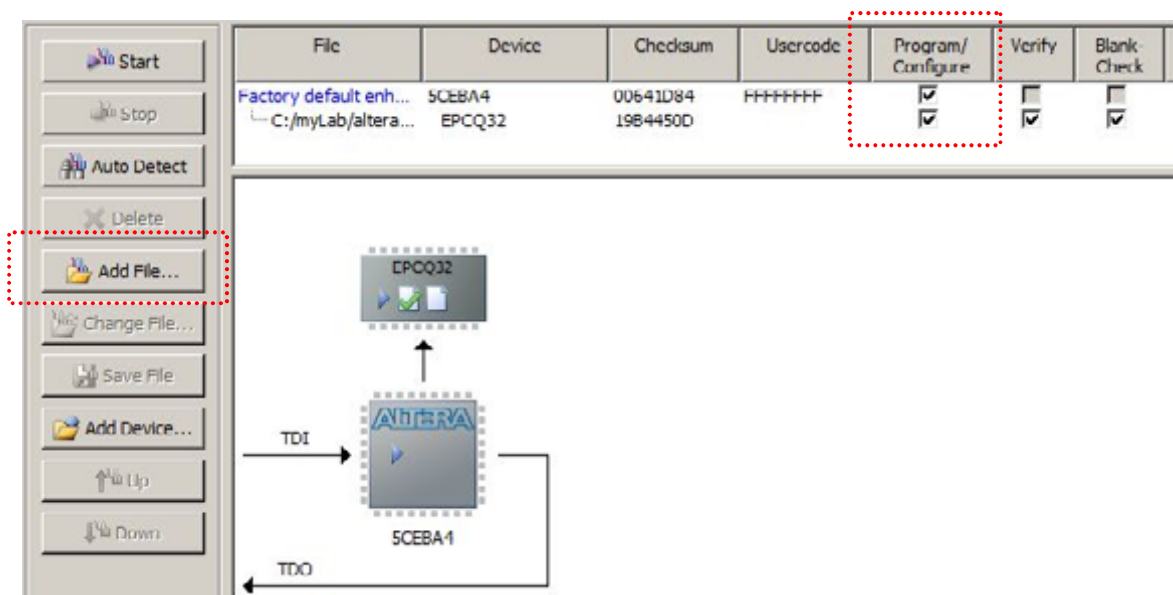 Start
Stop
Auto Detect
Delete
Add File...
Change File...
Save File
Add Device...
Up
Down
File Device Checksum Usercode Program/ Configure Verify Blank- Check
Factory default enh... 5CEBA4 00641D84 FFFFFFFF
C:/myLab/altera... EPCQ32 19B4450D
EPCQ32
ALTERA
TDI
5CEBA4
TDO